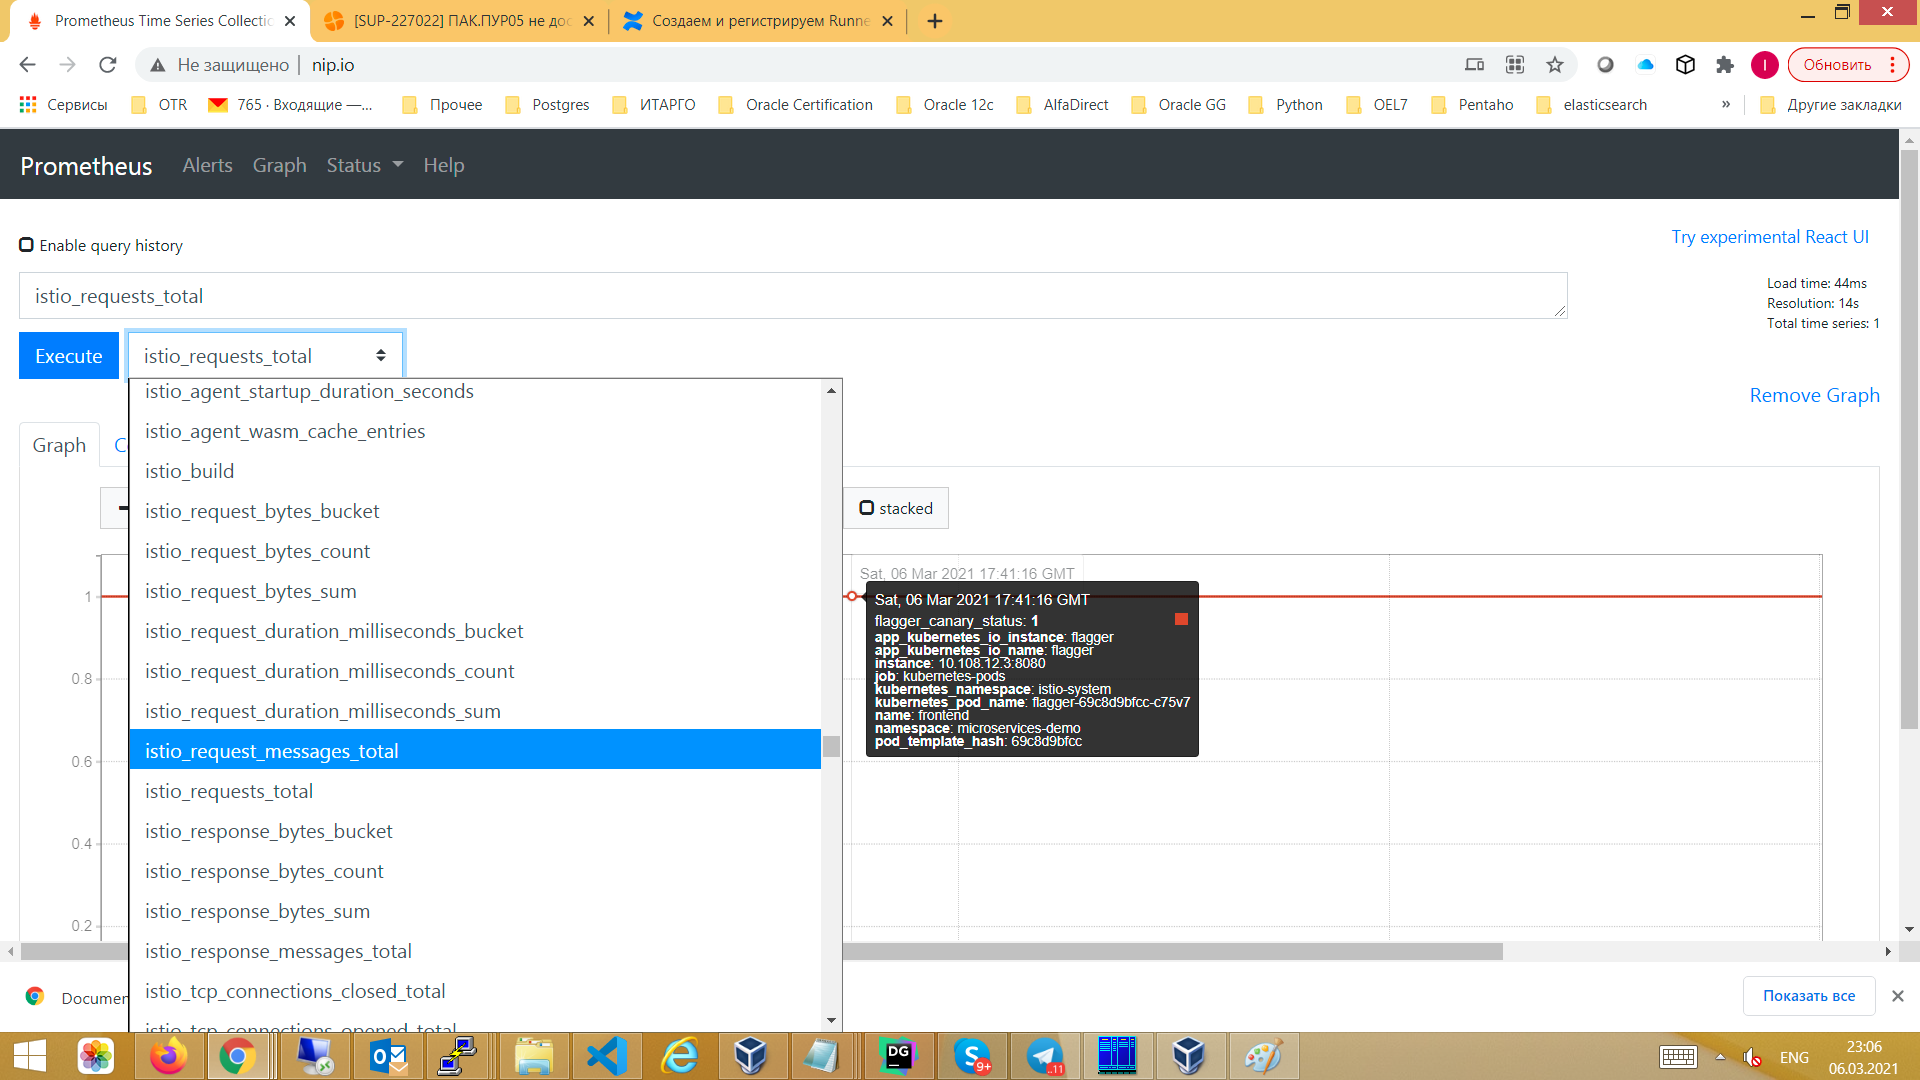 Prometheus Time Series Collectio
[SUP-227022] ПАК.ПУР05 не дос
Создаем и регистрируем Runne
Не защищено
nip.io
I
Обновить
Сервисы
OTR
765 · Входящие —...
Прочее
Postgres
ИТАРГО
Oracle Certification
Oracle 12c
AlfaDirect
Oracle GG
Python
OEL7
Pentaho
elasticsearch
»
Другие закладки
Prometheus
Alerts
Graph
Status
Help
Enable query history
Try experimental React UI
istio_requests_total
Load time: 44ms
Resolution: 14s
Total time series: 1
Execute
istio_requests_total
Remove Graph
Graph
C
istio_agent_startup_duration_seconds
istio_agent_wasm_cache_entries
istio_build
istio_request_bytes_bucket
istio_request_bytes_count
istio_request_bytes_sum
istio_request_duration_milliseconds_bucket
istio_request_duration_milliseconds_count
istio_request_duration_milliseconds_sum
istio_request_messages_total
istio_requests_total
istio_response_bytes_bucket
istio_response_bytes_count
istio_response_bytes_sum
istio_response_messages_total
istio_tcp_connections_closed_total
istio_tcp_connections_opened_total
stacked
1
0.8
0.6
0.4
0.2
Sat, 06 Mar 2021 17:41:16 GMT
Sat, 06 Mar 2021 17:41:16 GMT
flagger_canary_status: 1
app_kubernetes_io_instance: flagger
app_kubernetes_io_name: flagger
instance: 10.108.12.3:8080
job: kubernetes-pods
kubernetes_namespace: istio-system
kubernetes_pod_name: flagger-69c8d9bfcc-c75v7
name: frontend
namespace: microservices-demo
pod_template_hash: 69c8d9bfcc
Documen
Показать все
DG
9+
..11
ENG
23:06
06.03.2021